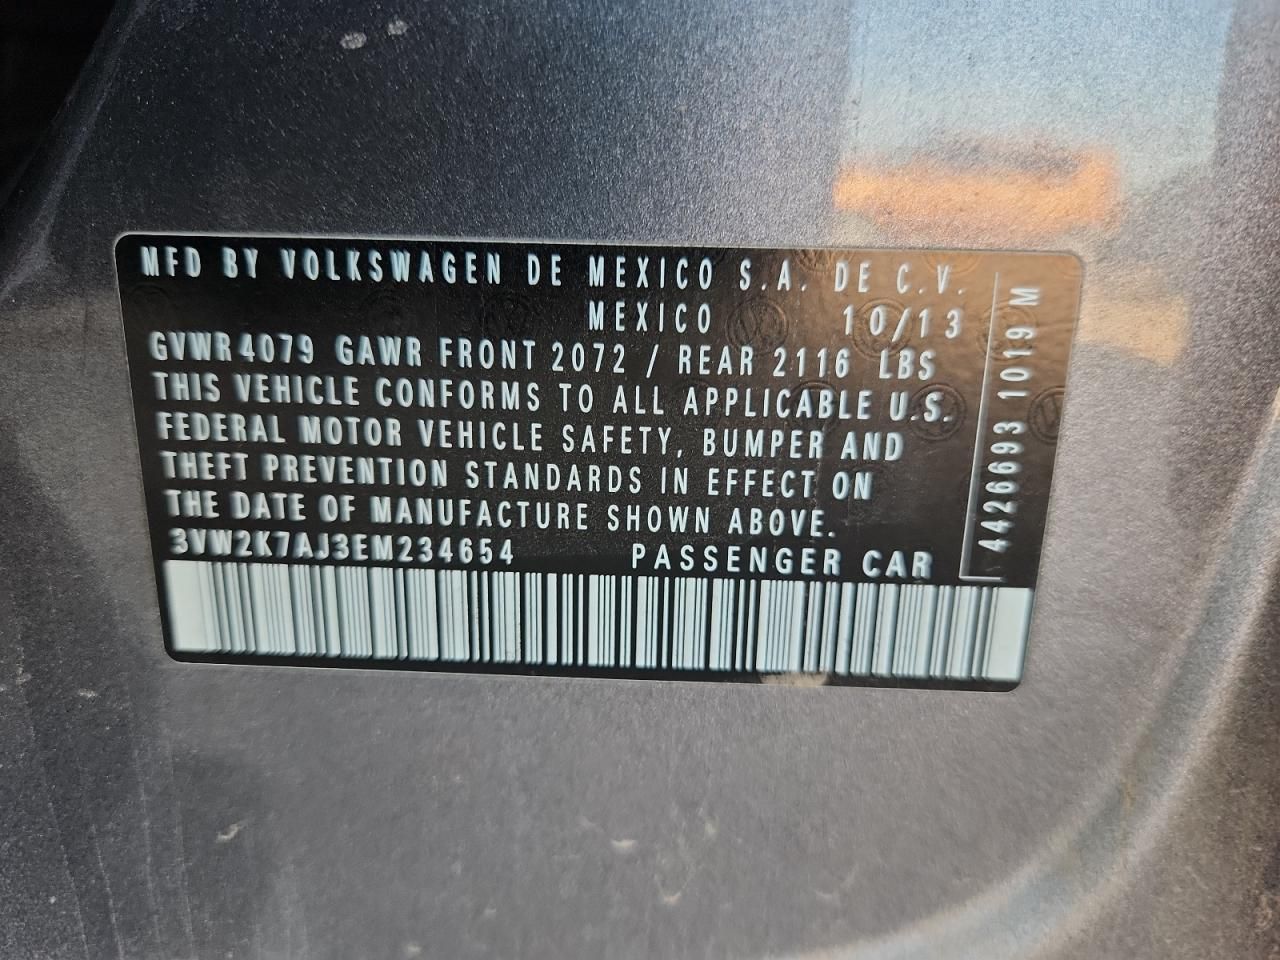 MFD BY VOLKSWAGEN DE MEXICO S.A. DE C.V.
MEXICO 10/13
GVWR 4079 GAWR FRONT 2072 / REAR 2116 LBS
THIS VEHICLE CONFORMS TO ALL APPLICABLE U.S.
FEDERAL MOTOR VEHICLE SAFETY, BUMPER AND
THEFT PREVENTION STANDARDS IN EFFECT ON
THE DATE OF MANUFACTURE SHOWN ABOVE.
3VW2K7AJ3EM234654 PASSENGER CAR
4426693 1019 M